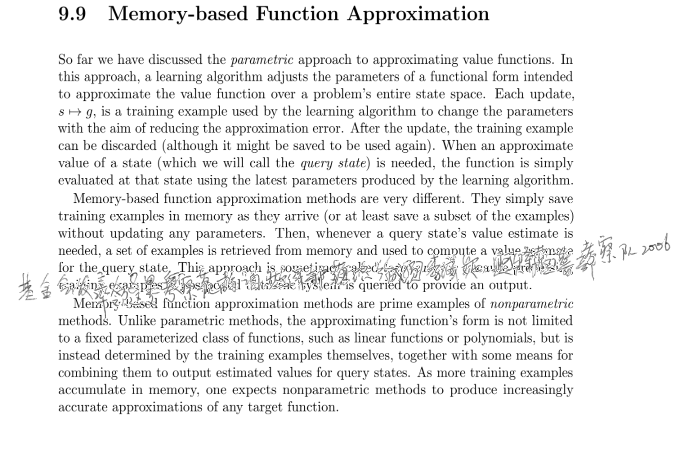 9.9 Memory-based Function Approximation
So far we have discussed the parametric approach to approximating value functions. In
this approach, a learning algorithm adjusts the parameters of a functional form intended
to approximate the value function over a problem's entire state space. Each update,
s ↦ g, is a training example used by the learning algorithm to change the parameters
with the aim of reducing the approximation error. After the update, the training example
can be discarded (although it might be saved to be used again). When an approximate
value of a state (which we will call the query state) is needed, the function is simply
evaluated at that state using the latest parameters produced by the learning algorithm.
Memory-based function approximation methods are very different. They simply save
training examples in memory as they arrive (or at least save a subset of the examples)
without updating any parameters. Then, whenever a query state's value estimate is
needed, a set of examples is retrieved from memory and used to compute a value estimate
for the query state. This approach is sometimes called
training examples is queried to provide an output.
基金 考察队 2006
Memory-based function approximation methods are prime examples of nonparametric
methods. Unlike parametric methods, the approximating function's form is not limited
to a fixed parameterized class of functions, such as linear functions or polynomials, but is
instead determined by the training examples themselves, together with some means for
combining them to output estimated values for query states. As more training examples
accumulate in memory, one expects nonparametric methods to produce increasingly
accurate approximations of any target function.